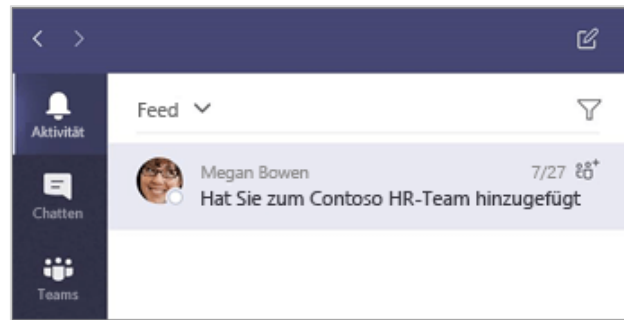 Aktivität
Feed
Megan Bowen 7/27
Hat Sie zum Contoso HR-Team hinzugefügt
Chatten
Teams